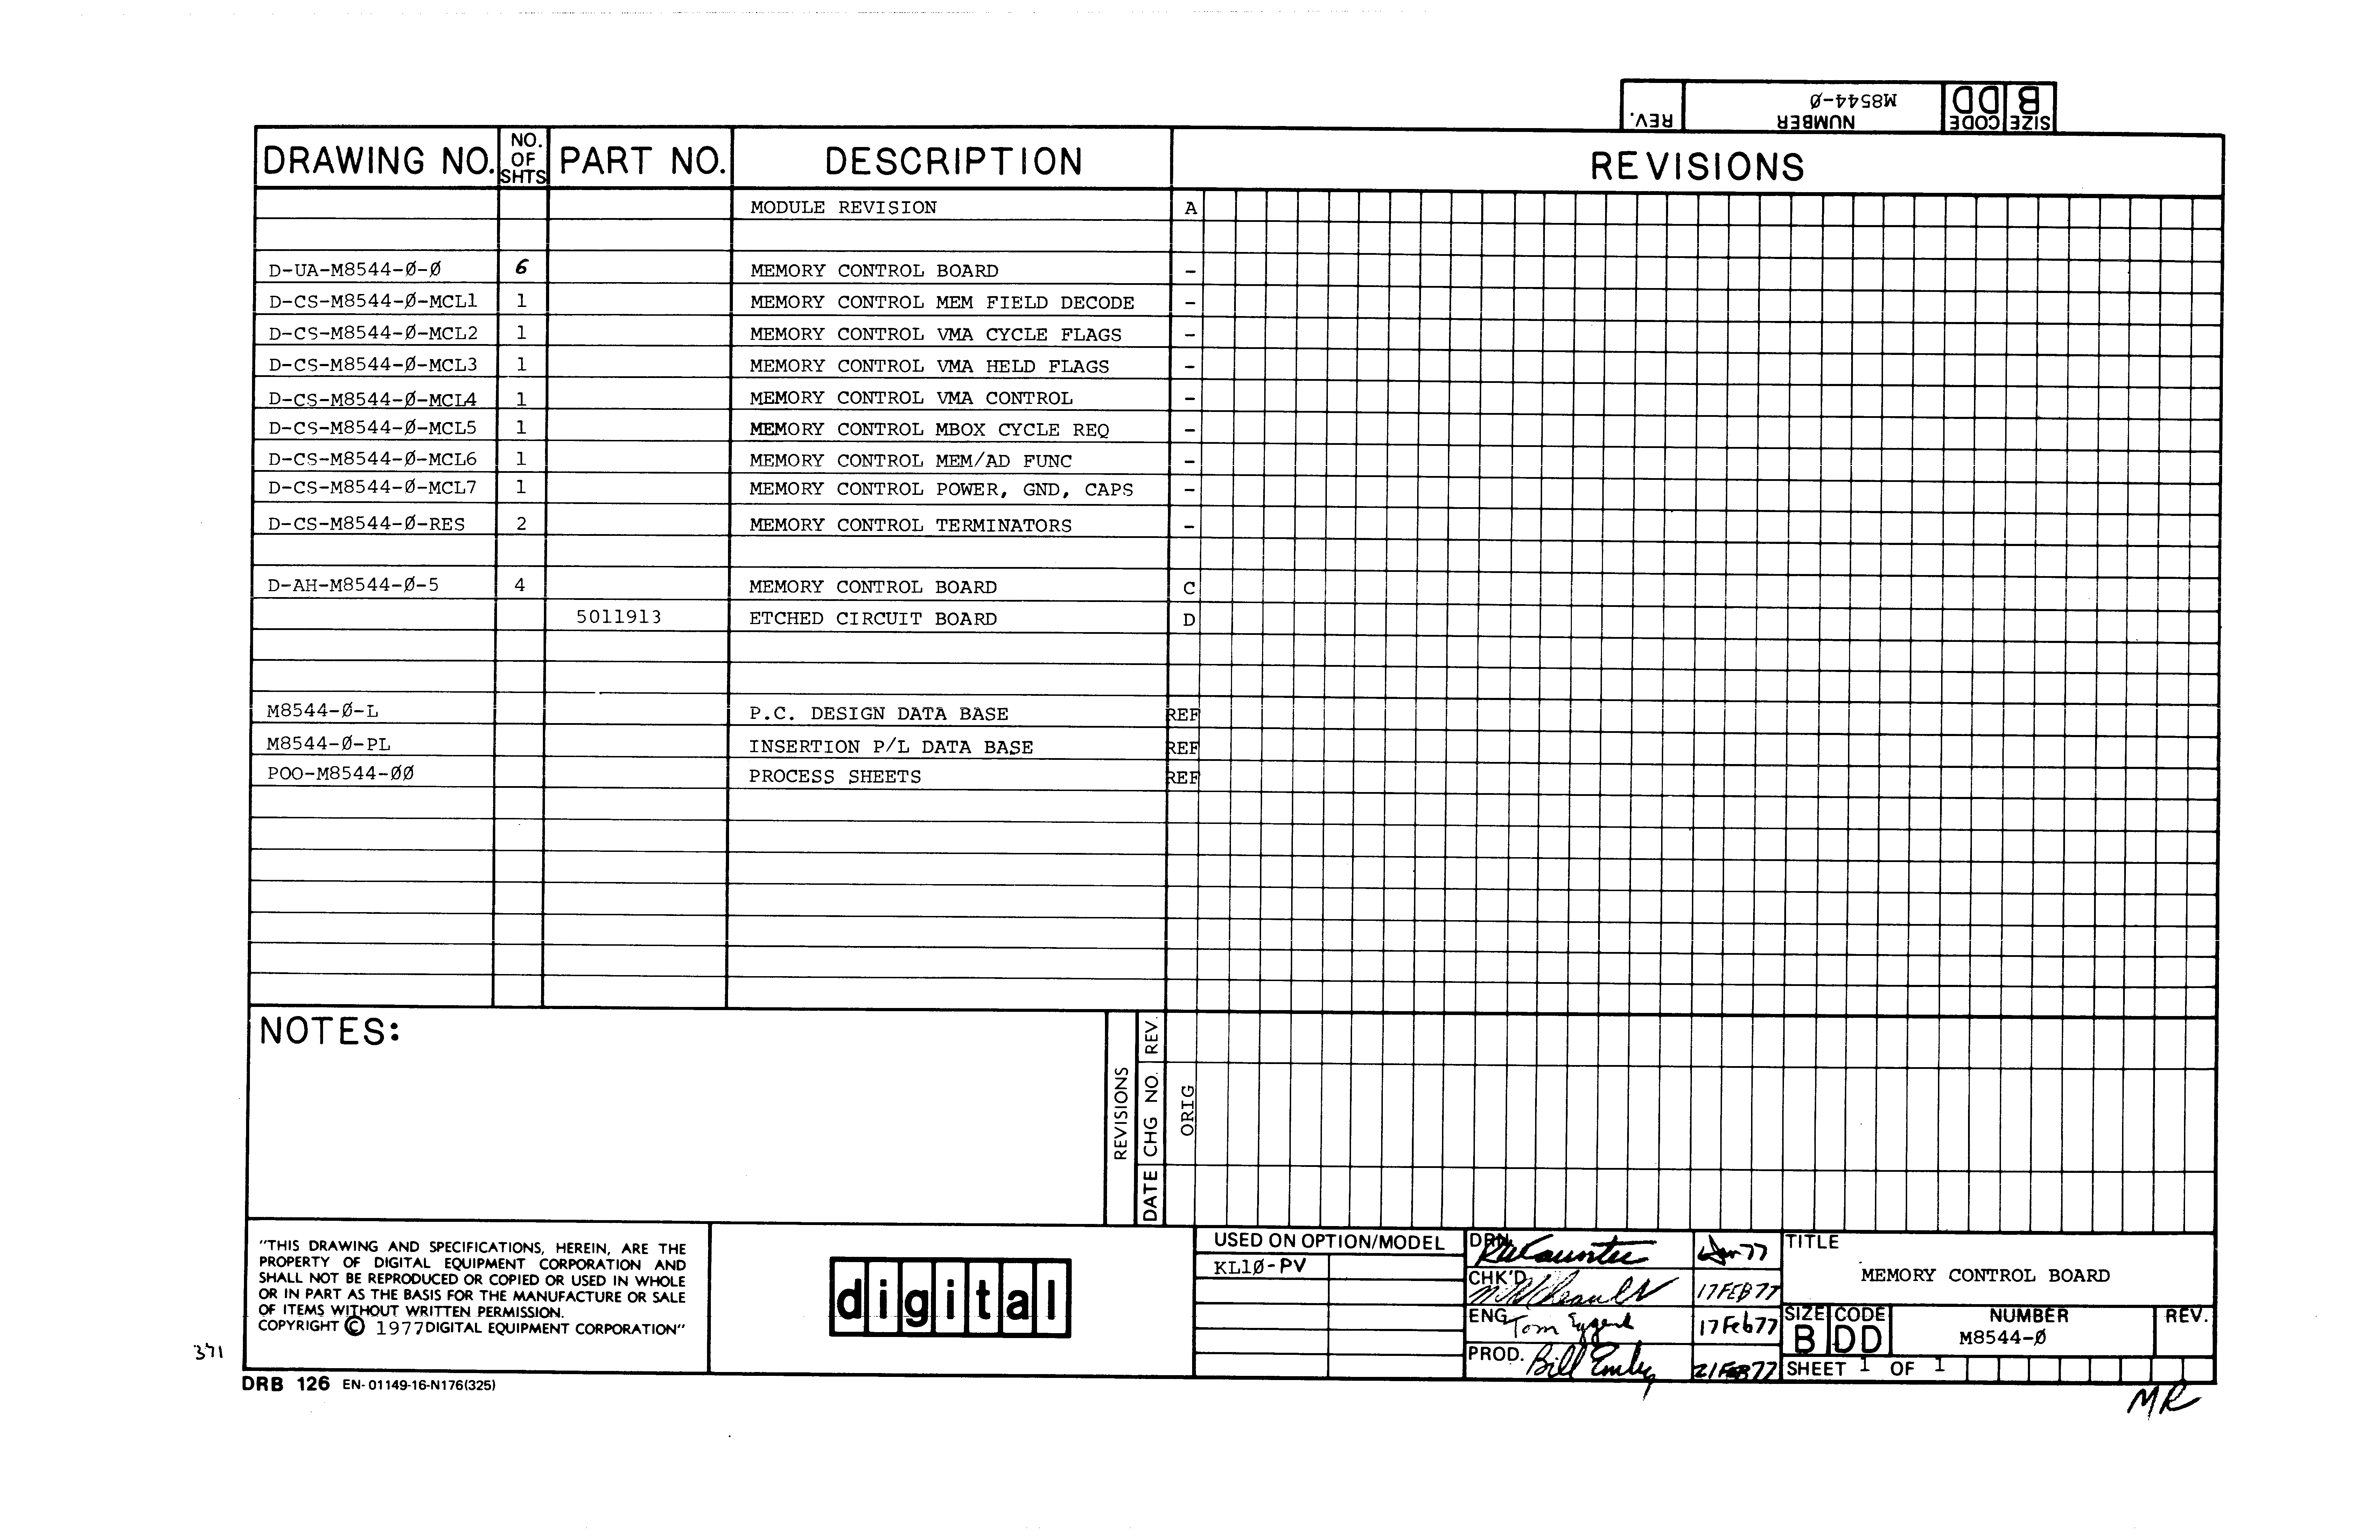 SIZE CODE NUMBER REV.
B DD M8544-Ø
DRAWING NO. NO. OF SHTS PART NO. DESCRIPTION REVISIONS
MODULE REVISION A
D-UA-M8544-Ø-Ø 6 MEMORY CONTROL BOARD -
D-CS-M8544-Ø-MCL1 1 MEMORY CONTROL MEM FIELD DECODE -
D-CS-M8544-Ø-MCL2 1 MEMORY CONTROL VMA CYCLE FLAGS -
D-CS-M8544-Ø-MCL3 1 MEMORY CONTROL VMA HELD FLAGS -
D-CS-M8544-Ø-MCL4 1 MEMORY CONTROL VMA CONTROL -
D-CS-M8544-Ø-MCL5 1 MEMORY CONTROL MBOX CYCLE REQ -
D-CS-M8544-Ø-MCL6 1 MEMORY CONTROL MEM/AD FUNC -
D-CS-M8544-Ø-MCL7 1 MEMORY CONTROL POWER, GND, CAPS -
D-CS-M8544-Ø-RES 2 MEMORY CONTROL TERMINATORS -
D-AH-M8544-Ø-5 4 MEMORY CONTROL BOARD C
5011913 ETCHED CIRCUIT BOARD D
M8544-Ø-L P.C. DESIGN DATA BASE REF
M8544-Ø-PL INSERTION P/L DATA BASE REF
POO-M8544-ØØ PROCESS SHEETS REF
NOTES:
REVISIONS
DATE CHG NO. REV.
ORIG
"THIS DRAWING AND SPECIFICATIONS, HEREIN, ARE THE
PROPERTY OF DIGITAL EQUIPMENT CORPORATION AND
SHALL NOT BE REPRODUCED OR COPIED OR USED IN WHOLE
OR IN PART AS THE BASIS FOR THE MANUFACTURE OR SALE
OF ITEMS WITHOUT WRITTEN PERMISSION.
COPYRIGHT © 1977 DIGITAL EQUIPMENT CORPORATION"
digital
USED ON OPTION/MODEL
KL1Ø-PV
DRN.
CHK'D 17 FEB 77
ENG. Tom 17 Feb 77
PROD. Bill 21 FEB 77
TITLE
MEMORY CONTROL BOARD
SIZE CODE NUMBER REV.
B DD M8544-Ø
SHEET 1 OF 1
371
DRB 126 EN-01149-16-N176(325)
MR